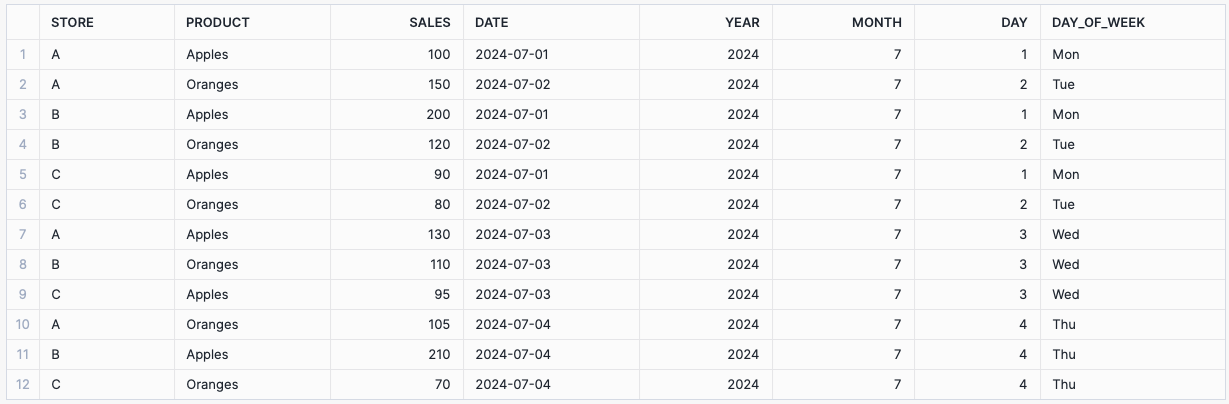 STORE PRODUCT SALES DATE YEAR MONTH DAY DAY_OF_WEEK
1 A Apples 100 2024-07-01 2024 7 1 Mon
2 A Oranges 150 2024-07-02 2024 7 2 Tue
3 B Apples 200 2024-07-01 2024 7 1 Mon
4 B Oranges 120 2024-07-02 2024 7 2 Tue
5 C Apples 90 2024-07-01 2024 7 1 Mon
6 C Oranges 80 2024-07-02 2024 7 2 Tue
7 A Apples 130 2024-07-03 2024 7 3 Wed
8 B Oranges 110 2024-07-03 2024 7 3 Wed
9 C Apples 95 2024-07-03 2024 7 3 Wed
10 A Oranges 105 2024-07-04 2024 7 4 Thu
11 B Apples 210 2024-07-04 2024 7 4 Thu
12 C Oranges 70 2024-07-04 2024 7 4 Thu